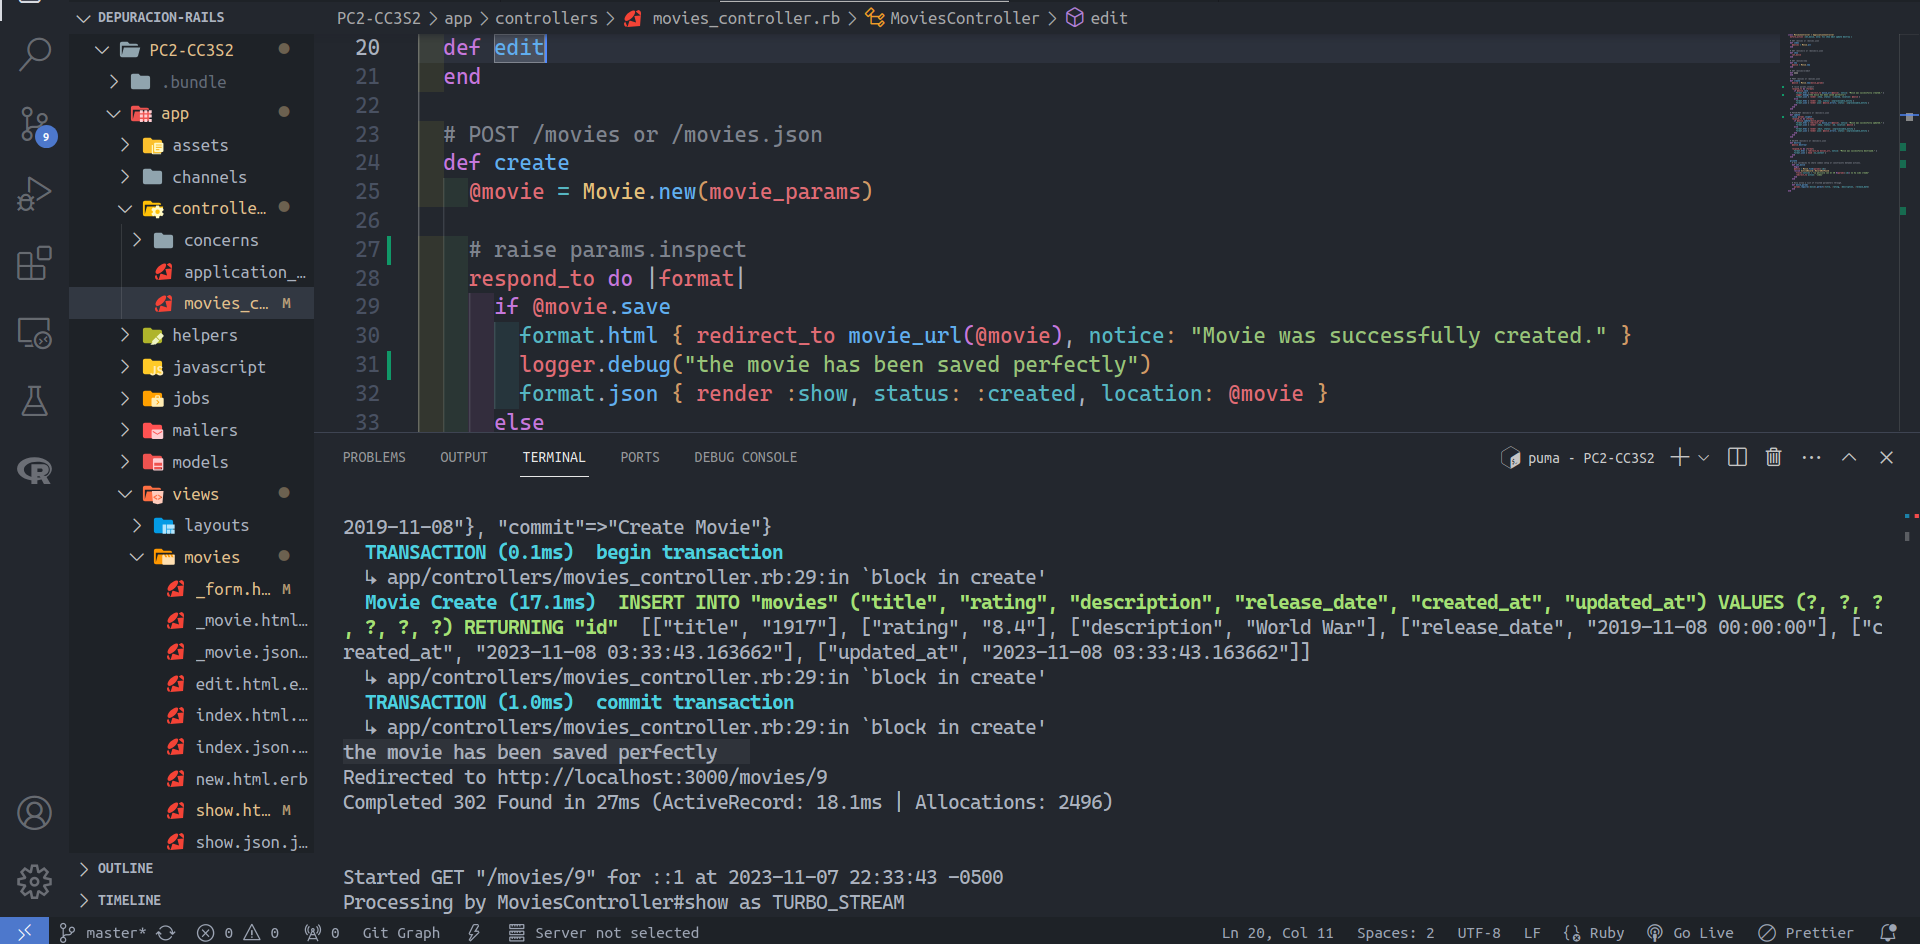 DEPURACION-RAILS
PC2-CC3S2
.bundle
app
assets
channels
controlle...
concerns
application_...
movies_c... M
helpers
javascript
jobs
mailers
models
views
layouts
movies
_form.h... M
_movie.html...
_movie.json...
edit.html.e...
index.html....
index.json....
new.html.erb
show.ht... M
show.json.j...
OUTLINE
TIMELINE
9
PC2-CC3S2 > app > controllers > movies_controller.rb > MoviesController > edit
20 def edit
21 end
22
23 # POST /movies or /movies.json
24 def create
25 @movie = Movie.new(movie_params)
26
27 # raise params.inspect
28 respond_to do |format|
29 if @movie.save
30 format.html { redirect_to movie_url(@movie), notice: "Movie was successfully created." }
31 logger.debug("the movie has been saved perfectly")
32 format.json { render :show, status: :created, location: @movie }
33 else
PROBLEMS OUTPUT TERMINAL PORTS DEBUG CONSOLE puma - PC2-CC3S2
2019-11-08"}, "commit"=>"Create Movie"}
TRANSACTION (0.1ms) begin transaction
↳ app/controllers/movies_controller.rb:29:in `block in create'
Movie Create (17.1ms) INSERT INTO "movies" ("title", "rating", "description", "release_date", "created_at", "updated_at") VALUES (?, ?, ?
, ?, ?, ?) RETURNING "id" [["title", "1917"], ["rating", "8.4"], ["description", "World War"], ["release_date", "2019-11-08 00:00:00"], ["c
reated_at", "2023-11-08 03:33:43.163662"], ["updated_at", "2023-11-08 03:33:43.163662"]]
↳ app/controllers/movies_controller.rb:29:in `block in create'
TRANSACTION (1.0ms) commit transaction
↳ app/controllers/movies_controller.rb:29:in `block in create'
the movie has been saved perfectly
Redirected to http://localhost:3000/movies/9
Completed 302 Found in 27ms (ActiveRecord: 18.1ms | Allocations: 2496)
Started GET "/movies/9" for ::1 at 2023-11-07 22:33:43 -0500
Processing by MoviesController#show as TURBO_STREAM
master* 0 0 0 Git Graph Server not selected Ln 20, Col 11 Spaces: 2 UTF-8 LF Ruby Go Live Prettier